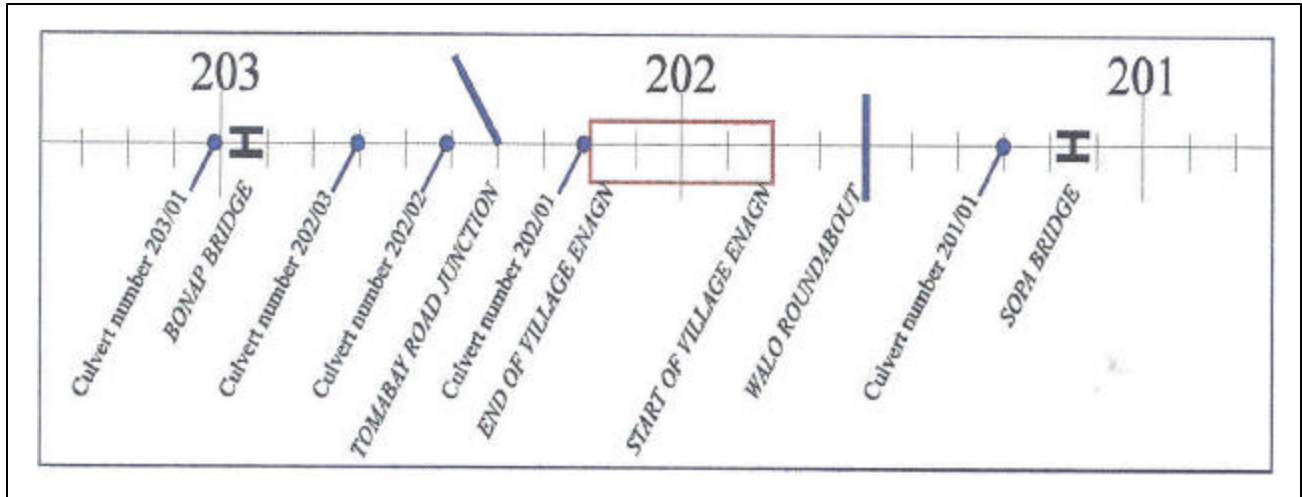 203
202
201
Culvert number 203/01
BONAP BRIDGE
Culvert number 202/03
Culvert number 202/02
TOMABAY ROAD JUNCTION
Culvert number 202/01
END OF VILLAGE ENAGN
START OF VILLAGE ENAGN
WALO ROUNDABOUT
Culvert number 201/01
SOPA BRIDGE